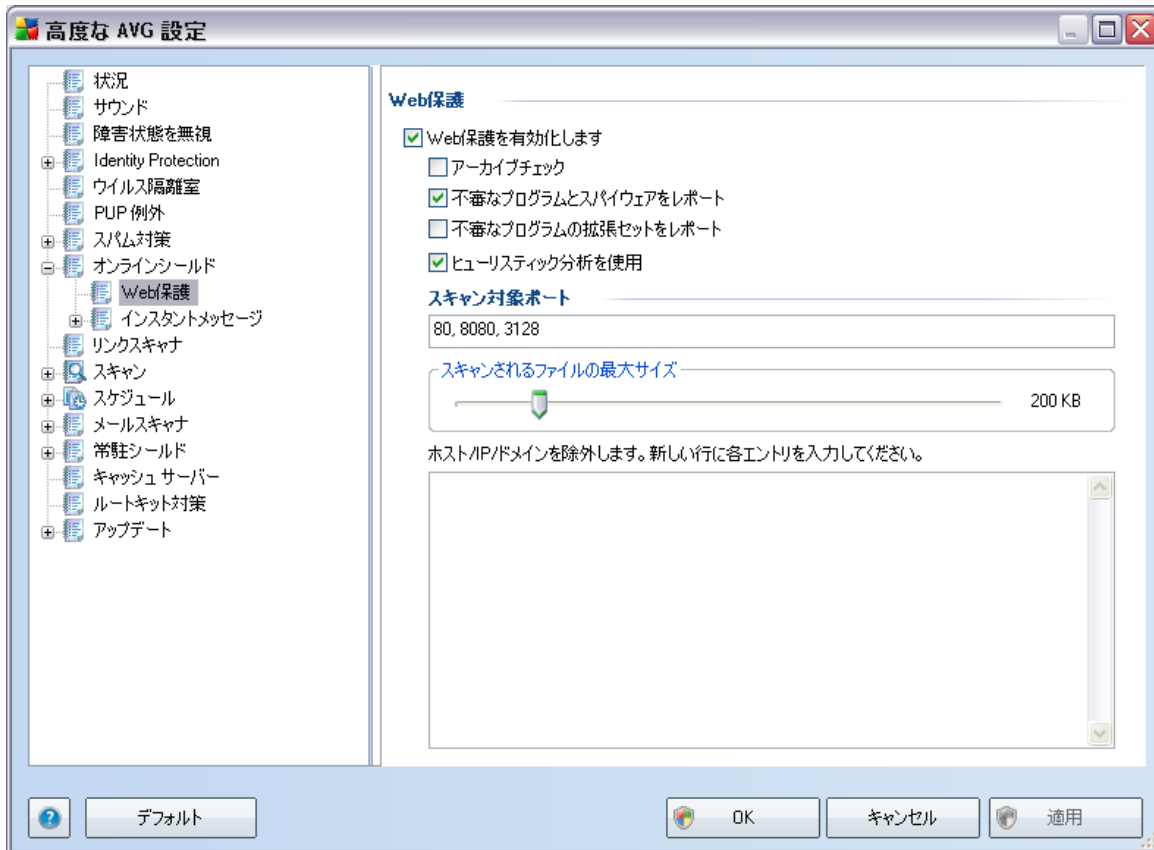 高度な AVG 設定
状況
サウンド
障害状態を無視
Identity Protection
ウイルス隔離室
PUP 例外
スパム対策
オンラインシールド
Web保護
インスタントメッセージ
リンクスキャナ
スキャン
スケジュール
メールスキャナ
常駐シールド
キャッシュ サーバー
ルートキット対策
アップデート
Web保護
Web保護を有効化します
アーカイブチェック
不審なプログラムとスパイウェアをレポート
不審なプログラムの拡張セットをレポート
ヒューリスティック分析を使用
スキャン対象ポート
80, 8080, 3128
スキャンされるファイルの最大サイズ
200 KB
ホスト/IP/ドメインを除外します。新しい行に各エントリを入力してください。
デフォルト
OK
キャンセル
適用